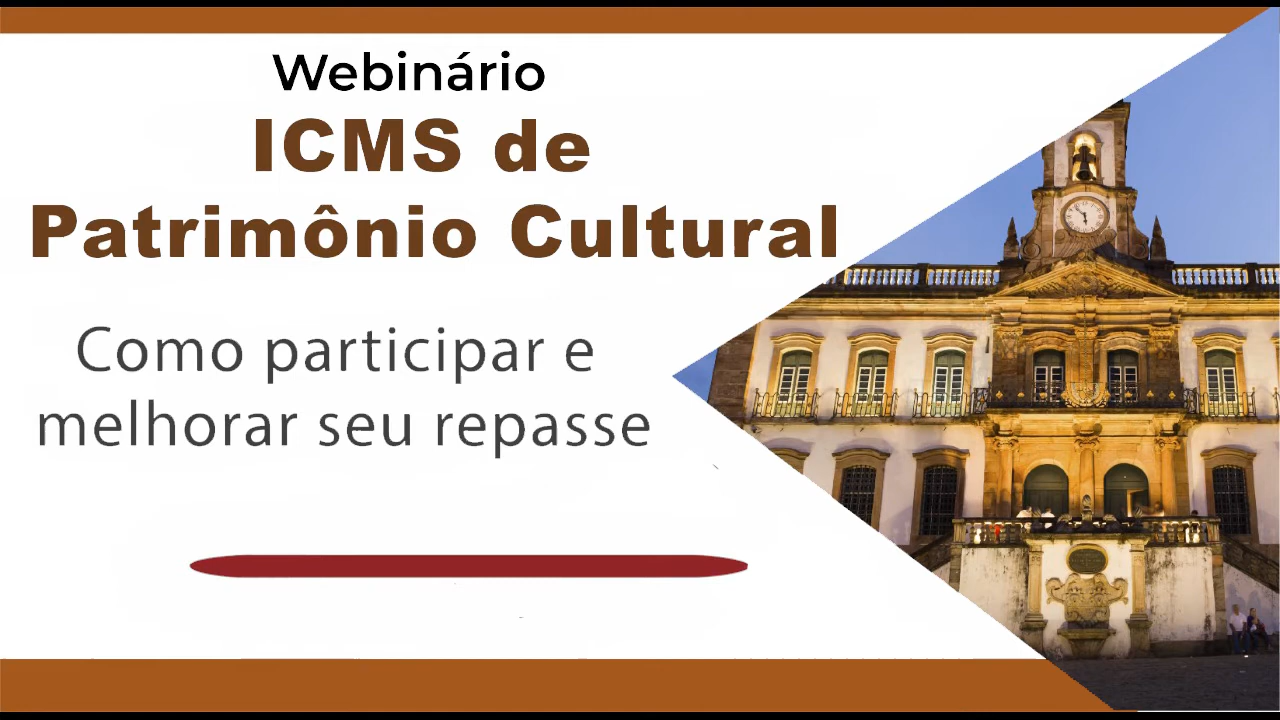 Webinário
ICMS de
Patrimônio Cultural
Como participar e
melhorar seu repasse